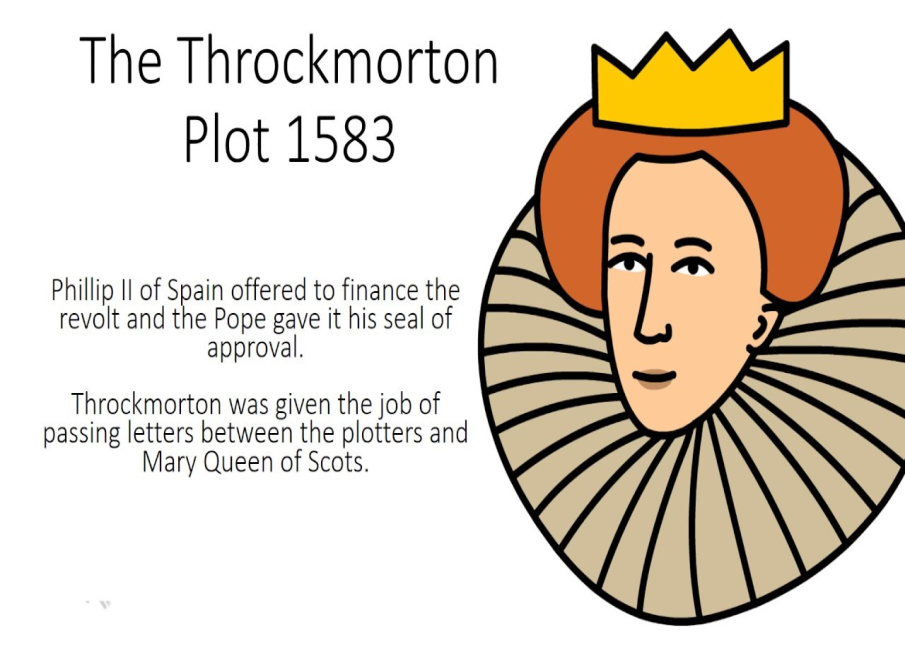 The Throckmorton
Plot 1583
Phillip II of Spain offered to finance the
revolt and the Pope gave it his seal of
approval.
Throckmorton was given the job of
passing letters between the plotters and
Mary Queen of Scots.